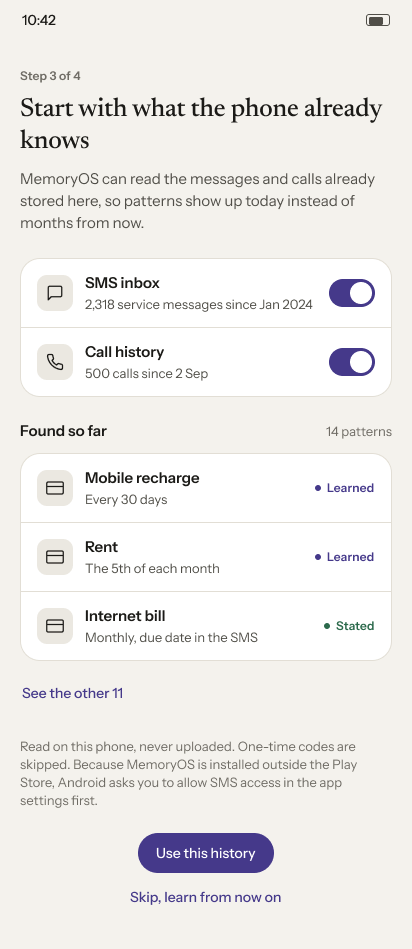 10:42
Step 3 of 4
Start with what the phone already
knows
MemoryOS can read the messages and calls already
stored here, so patterns show up today instead of
months from now.
SMS inbox
2,318 service messages since Jan 2024
Call history
500 calls since 2 Sep
Found so far
14 patterns
Mobile recharge
Every 30 days
Learned
Rent
The 5th of each month
Learned
Internet bill
Monthly, due date in the SMS
Stated
See the other 11
Read on this phone, never uploaded. One-time codes are
skipped. Because MemoryOS is installed outside the Play
Store, Android asks you to allow SMS access in the app
settings first.
Use this history
Skip, learn from now on